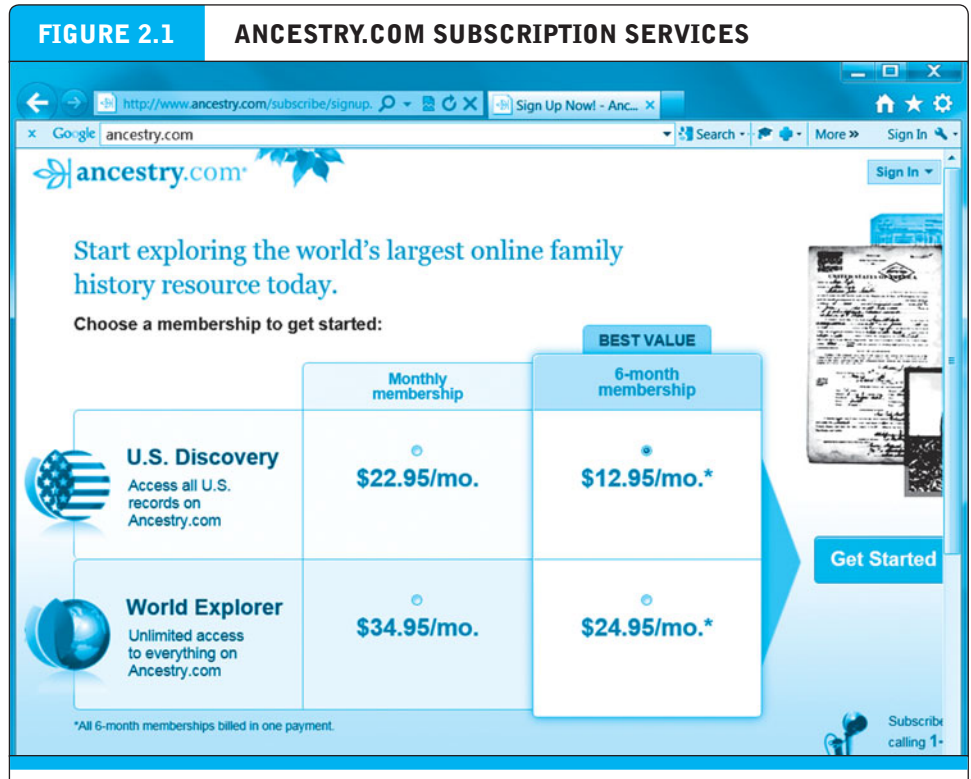 FIGURE 2.1 ANCESTRY.COM SUBSCRIPTION SERVICES
http://www.ancestry.com/subscribe/signup.
Sign Up Now! - Anc...
x Google ancestry.com Search More » Sign In
ancestry.com
Sign In
Start exploring the world's largest online family
history resource today.
Choose a membership to get started:
BEST VALUE
Monthly
membership
6-month
membership
U.S. Discovery
Access all U.S.
records on
Ancestry.com
$22.95/mo.
$12.95/mo.*
World Explorer
Unlimited access
to everything on
Ancestry.com
$34.95/mo.
$24.95/mo.*
Get Started
*All 6-month memberships billed in one payment.
Subscribe
calling 1-